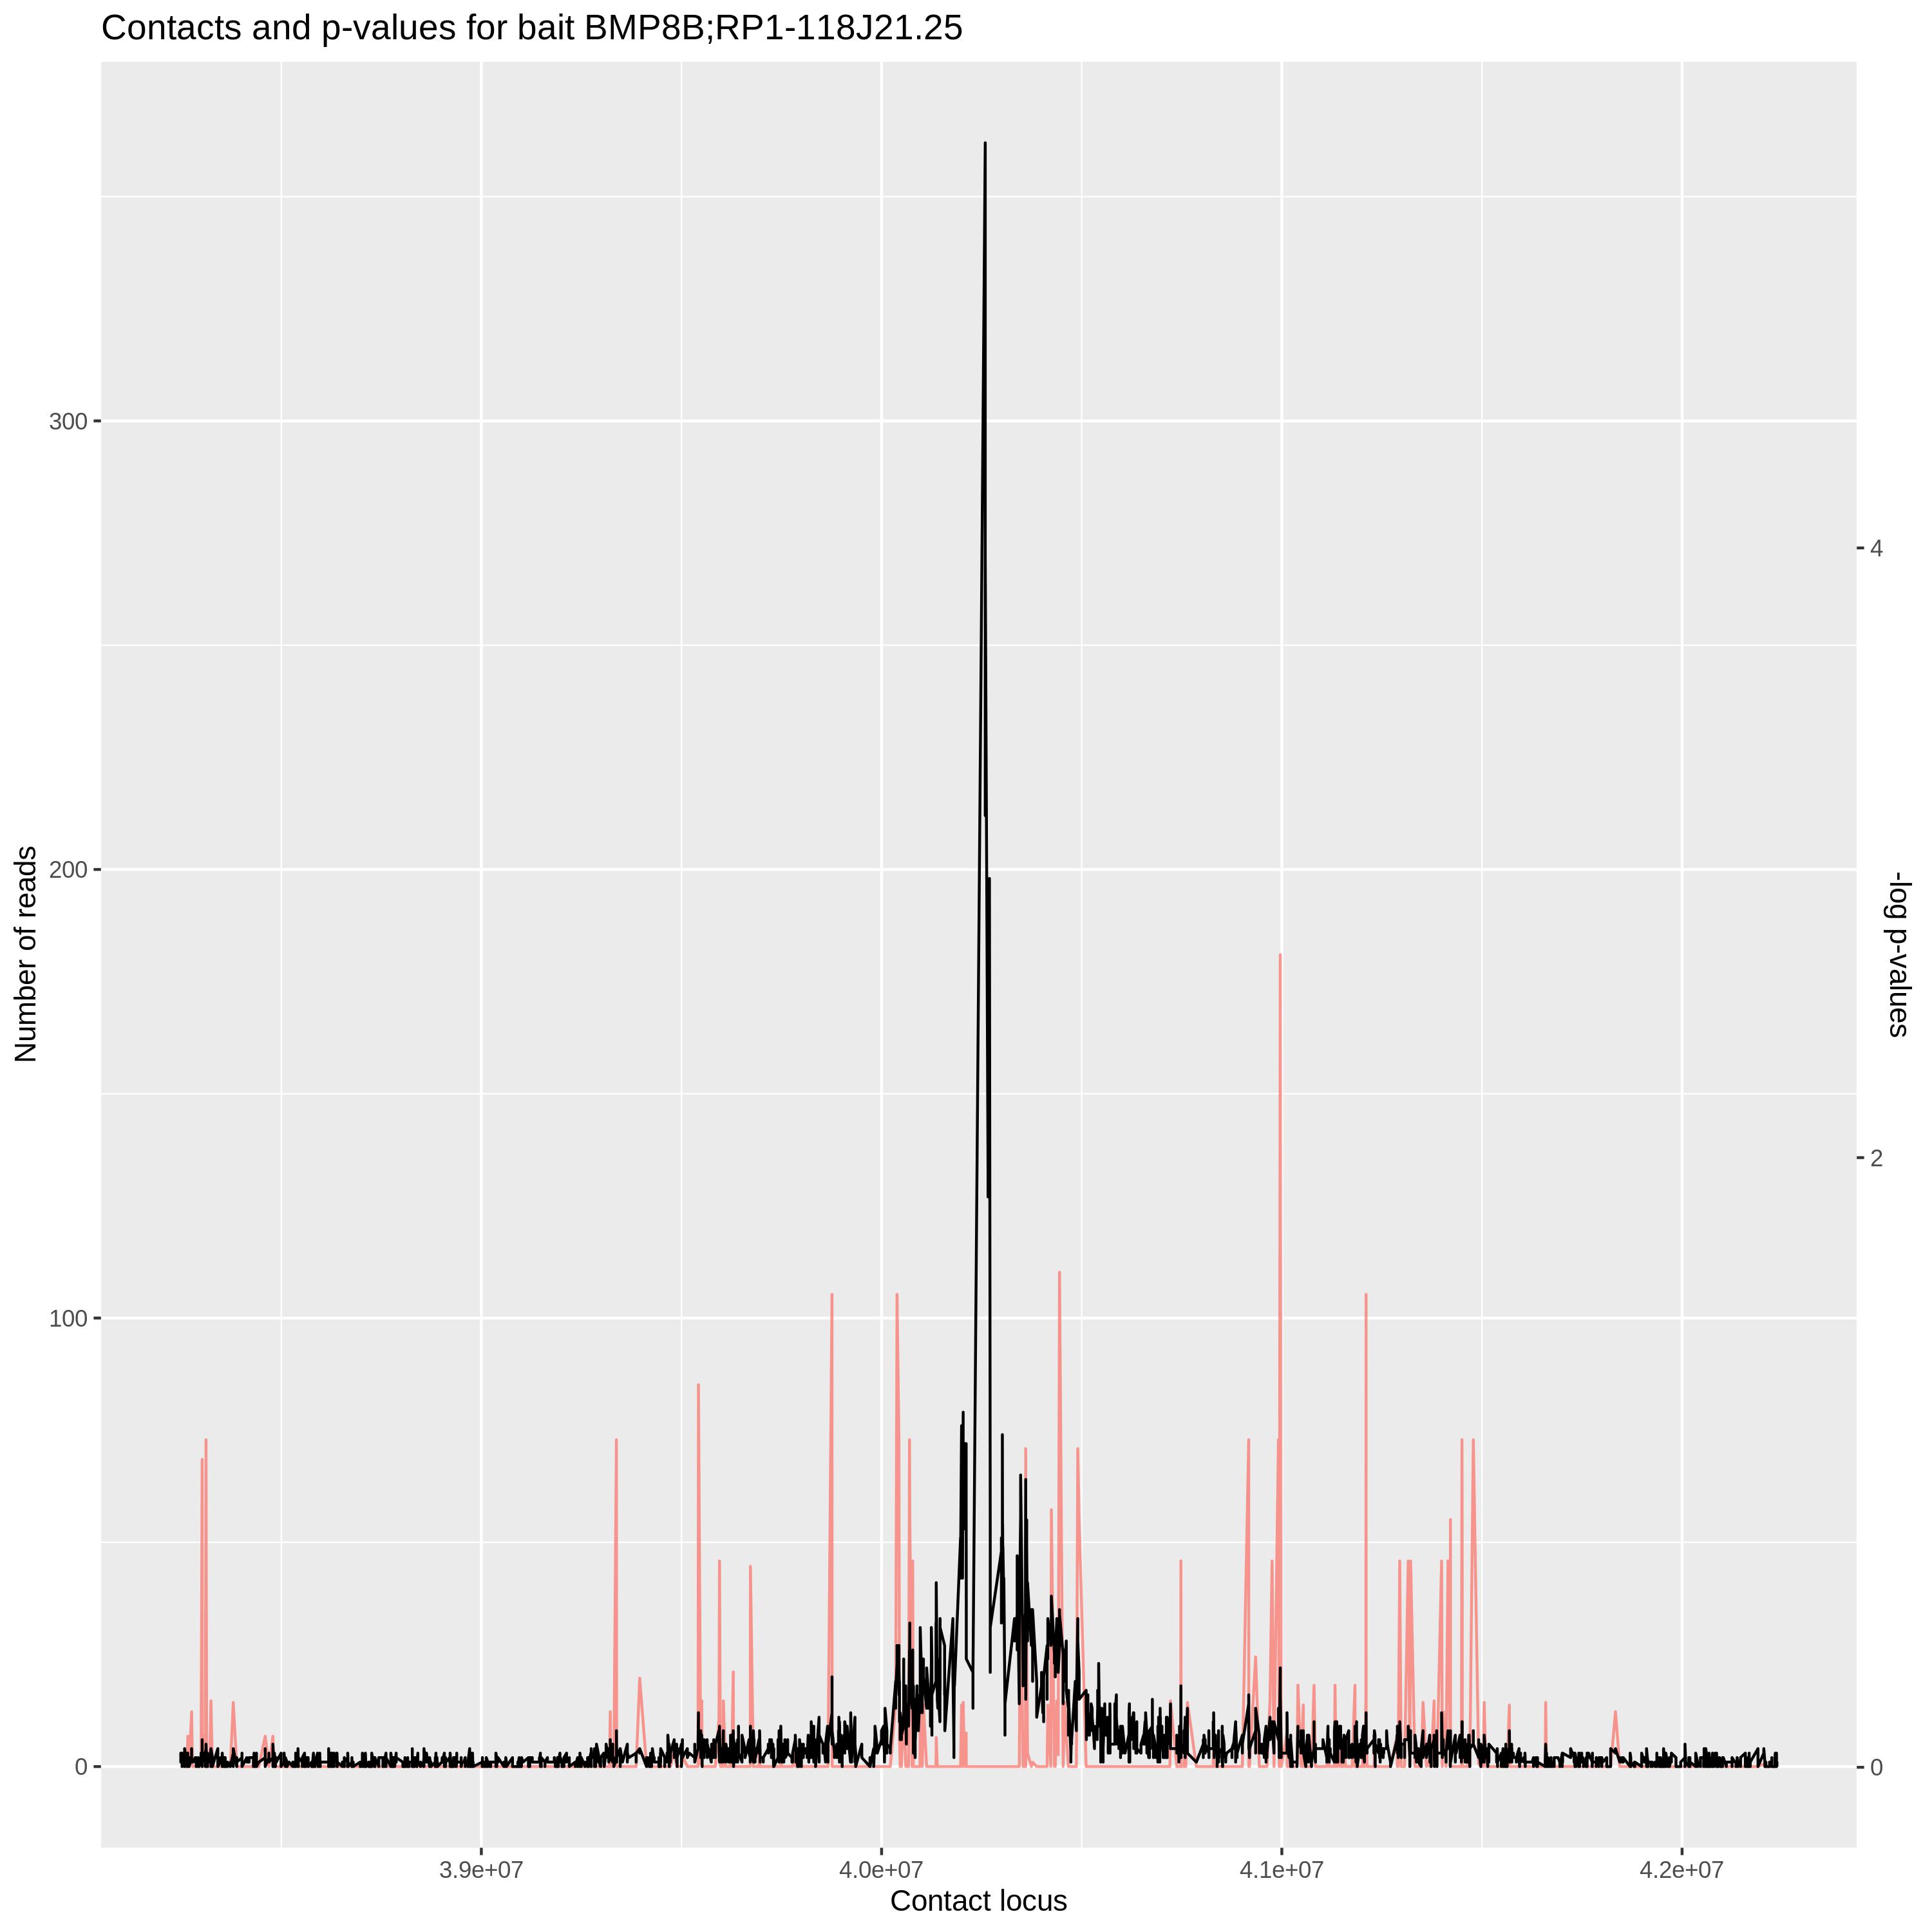 Contacts and p-values for bait BMP8B;RP1-118J21.25
300
200
100
0
Number of reads
4
2
0
-log p-values
3.9e+07
4.0e+07
4.1e+07
4.2e+07
Contact locus